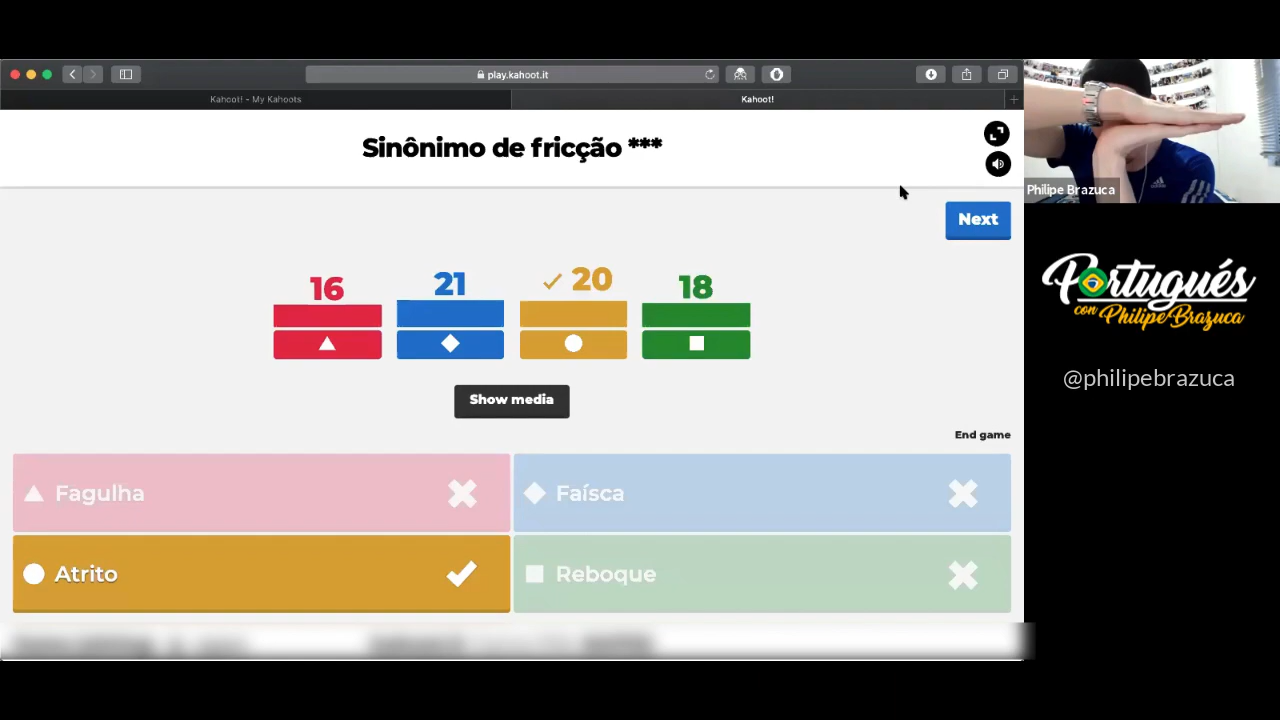 play.kahoot.it
Kahoot! - My Kahoots
Kahoot!
Sinônimo de fricção ***
Philipe Brazuca
Next
16
21
20
18
Portugués
con Philipe Brazuca
@philipebrazuca
Show media
End game
Fagulha
Faísca
Atrito
Reboque